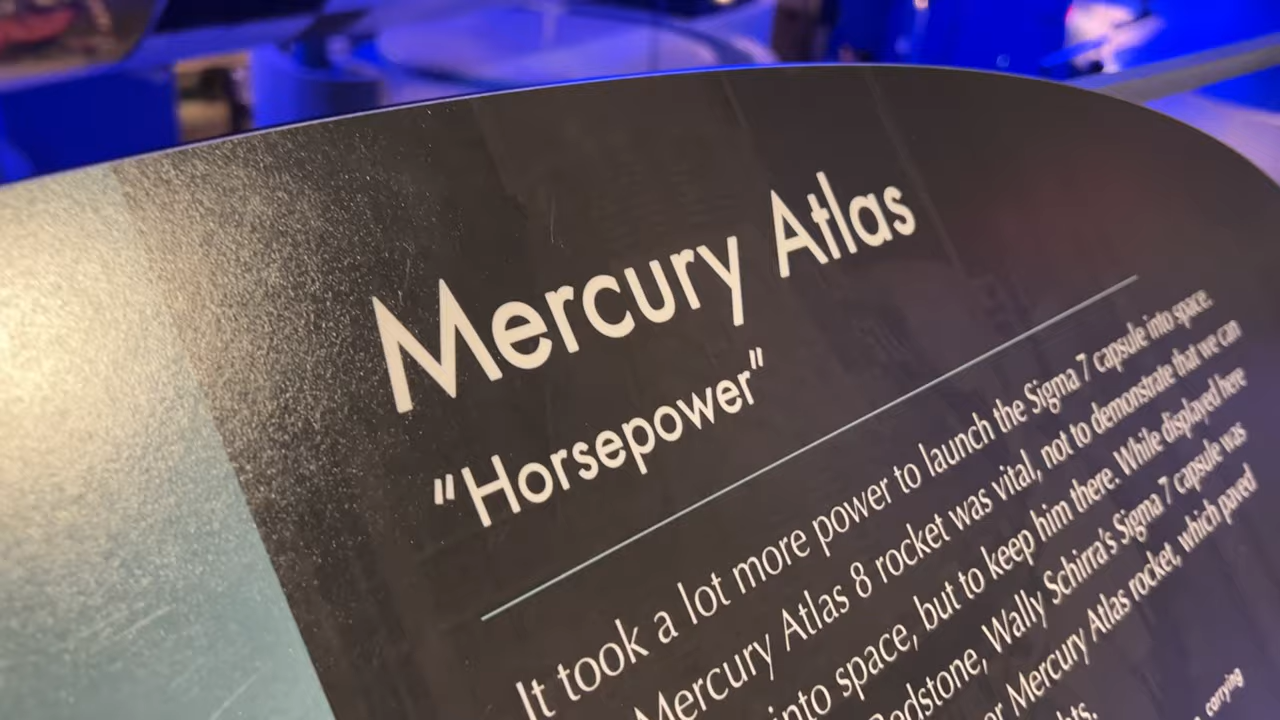 Mercury Atlas
“Horsepower”
It took a lot more power to launch the Sigma 7 capsule into space.
Mercury Atlas 8 rocket was vital, not to demonstrate that we can
into space, but to keep him there. While displayed here
Redstone, Wally Schirra’s Sigma 7 capsule was
Mercury Atlas rocket, which paved
carrying